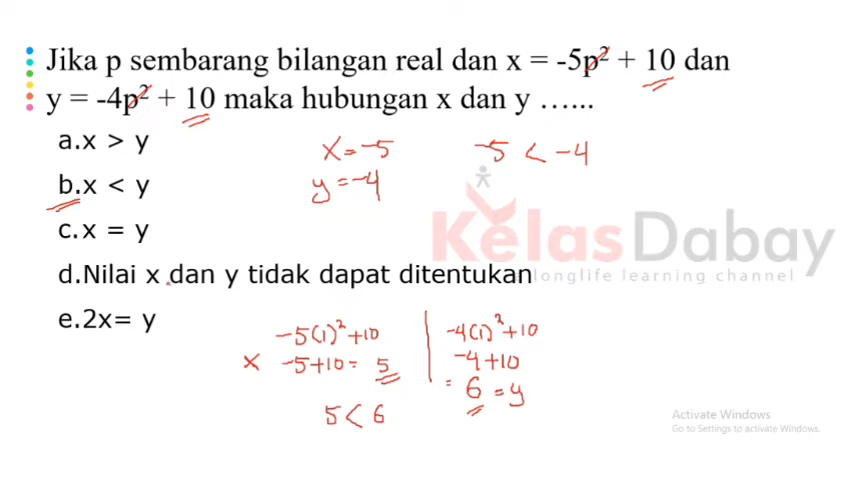 Jika p sembarang bilangan real dan x = -5p² + 10 dan
y = -4p² + 10 maka hubungan x dan y …...
a.x > y
x = -5
-5 < -4
b.x < y
y = -4
c.x = y
KelasDabay
longlife learning channel
d.Nilai x dan y tidak dapat ditentukan
e.2x= y
-5(1)² + 10
-4(1)² + 10
x -5 + 10 = 5
-4 + 10
= 6 = y
5 < 6
Activate Windows
Go to Settings to activate Windows.